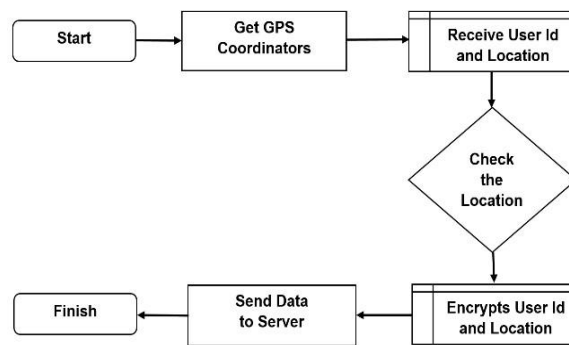 Start
Get GPS
Coordinators
Receive User Id
and Location
Check
the
Location
Encrypts User Id
and Location
Send Data
to Server
Finish